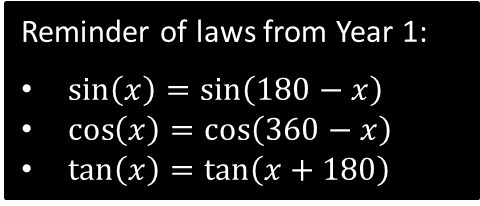 Reminder of laws from Year 1:
• sin(x) = sin(180 − x)
• cos(x) = cos(360 − x)
• tan(x) = tan(x + 180)